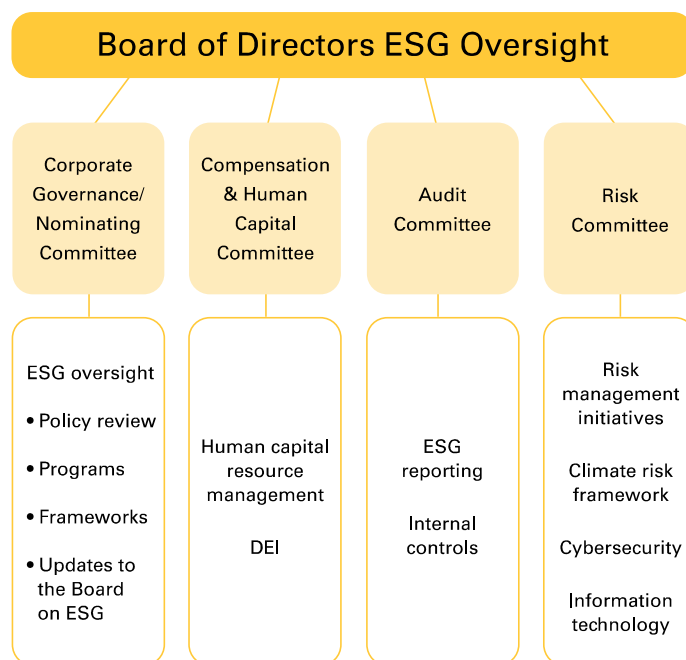 Board of Directors ESG Oversight
Corporate
Governance/
Nominating
Committee
Compensation
& Human
Capital
Committee
Audit
Committee
Risk
Committee
ESG oversight
• Policy review
• Programs
• Frameworks
• Updates to
the Board
on ESG
Human capital
resource
management
DEI
ESG
reporting
Internal
controls
Risk
management
initiatives
Climate risk
framework
Cybersecurity
Information
technology